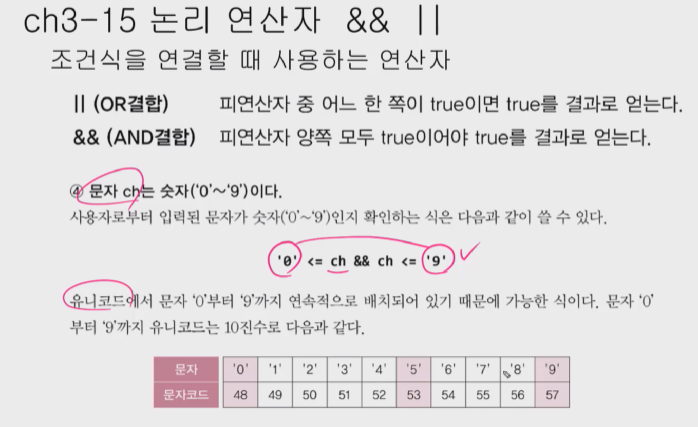 ch3-15 논리 연산자 && ||
조건식을 연결할 때 사용하는 연산자
|| (OR결합) 피연산자 중 어느 한 쪽이 true이면 true를 결과로 얻는다.
&& (AND결합) 피연산자 양쪽 모두 true이어야 true를 결과로 얻는다.
④ 문자 ch는 숫자('0'~'9')이다.
사용자로부터 입력된 문자가 숫자('0'~'9')인지 확인하는 식은 다음과 같이 쓸 수 있다.
'0' <= ch && ch <= '9'
유니코드에서 문자 '0'부터 '9'까지 연속적으로 배치되어 있기 때문에 가능한 식이다. 문자 '0'
부터 '9'까지 유니코드는 10진수로 다음과 같다.
문자 '0' '1' '2' '3' '4' '5' '6' '7' '8' '9'
문자코드 48 49 50 51 52 53 54 55 56 57